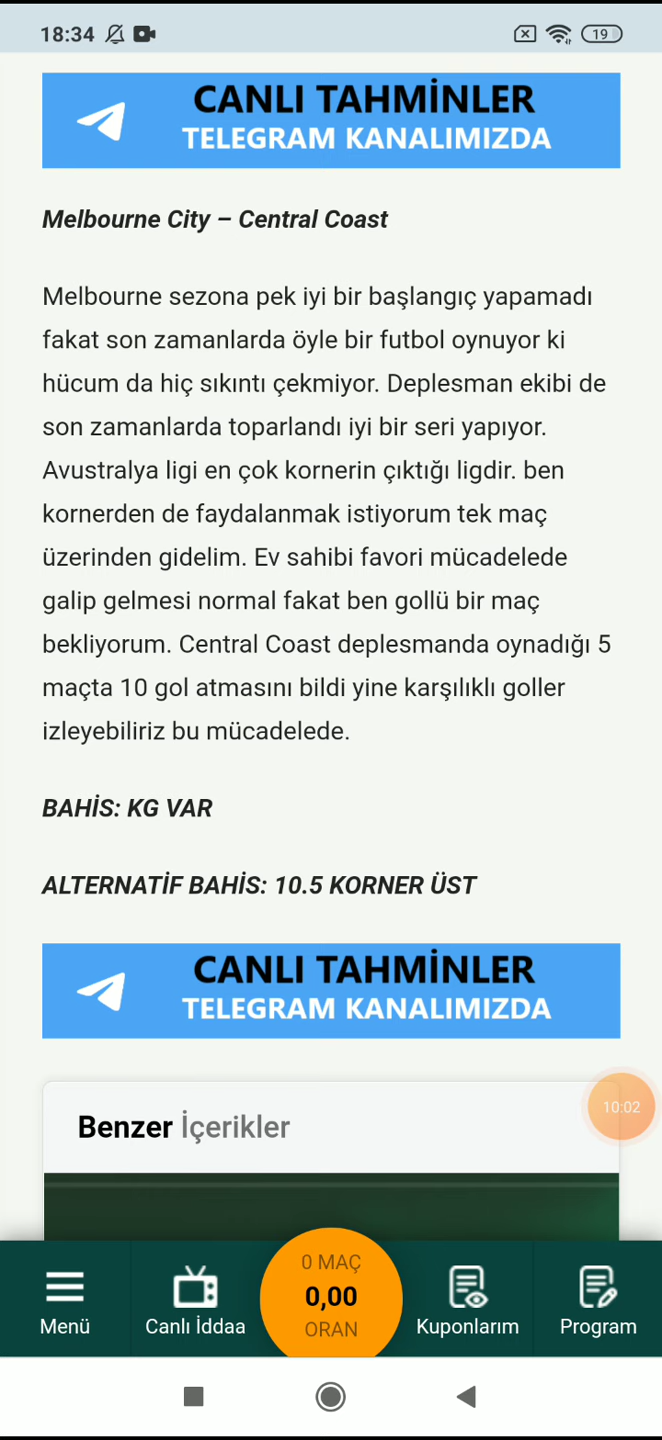 18:34
19
CANLI TAHMİNLER
TELEGRAM KANALIMIZDA
Melbourne City – Central Coast
Melbourne sezona pek iyi bir başlangıç yapamadı
fakat son zamanlarda öyle bir futbol oynuyor ki
hücum da hiç sıkıntı çekmiyor. Deplesman ekibi de
son zamanlarda toparlandı iyi bir seri yapıyor.
Avustralya ligi en çok kornerin çıktığı ligdir. ben
kornerden de faydalanmak istiyorum tek maç
üzerinden gidelim. Ev sahibi favori mücadelede
galip gelmesi normal fakat ben gollü bir maç
bekliyorum. Central Coast deplesmanda oynadığı 5
maçta 10 gol atmasını bildi yine karşılıklı goller
izleyebiliriz bu mücadelede.
BAHİS: KG VAR
ALTERNATİF BAHİS: 10.5 KORNER ÜST
CANLI TAHMİNLER
TELEGRAM KANALIMIZDA
10:02
Benzer İçerikler
0 MAÇ
0,00
ORAN
Menü
Canlı İddaa
Kuponlarım
Program